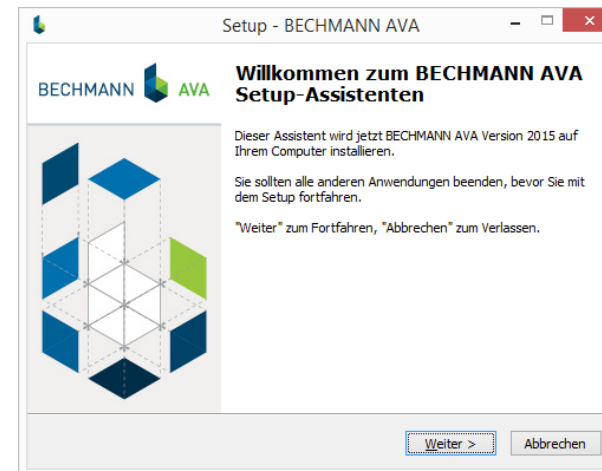 Setup - BECHMANN AVA
BECHMANN AVA
Willkommen zum BECHMANN AVA
Setup-Assistenten
Dieser Assistent wird jetzt BECHMANN AVA Version 2015 auf
Ihrem Computer installieren.
Sie sollten alle anderen Anwendungen beenden, bevor Sie mit
dem Setup fortfahren.
"Weiter" zum Fortfahren, "Abbrechen" zum Verlassen.
Weiter >
Abbrechen